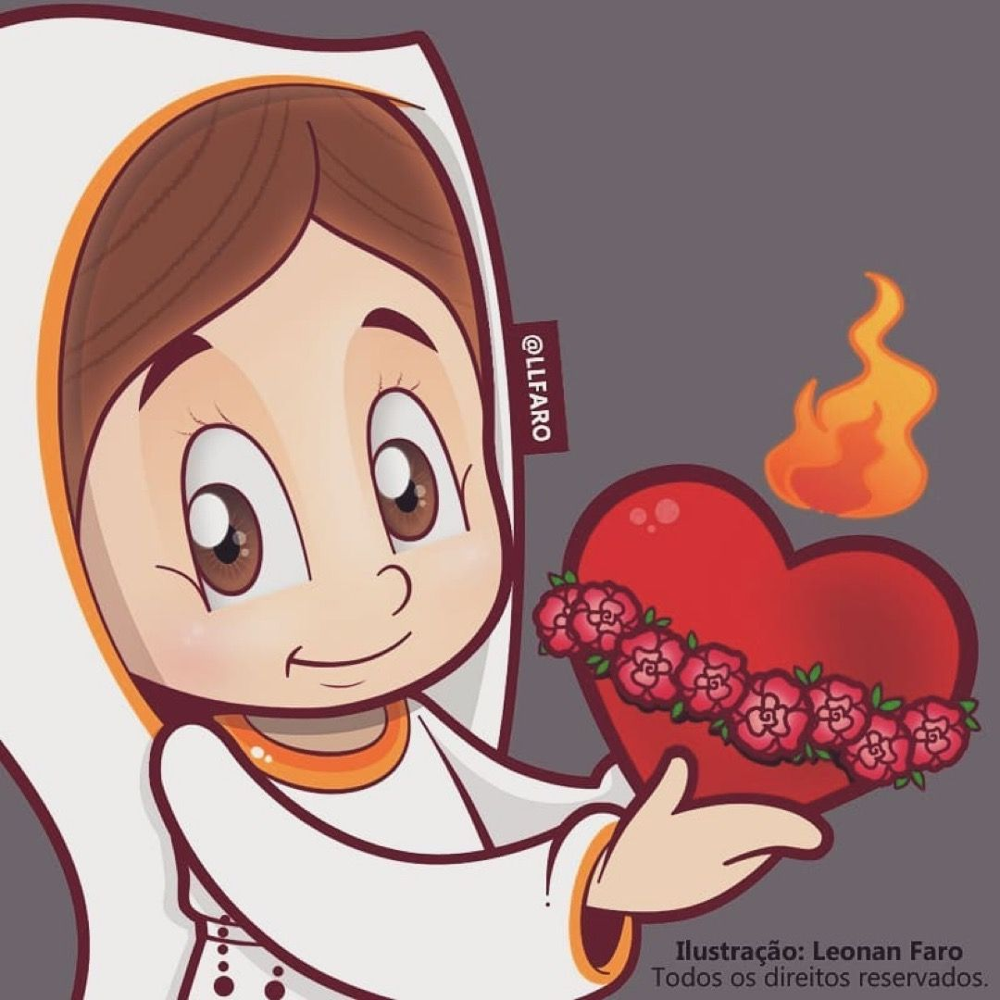 @LLFARO
Ilustração: Leonan Faro
Todos os direitos reservados.